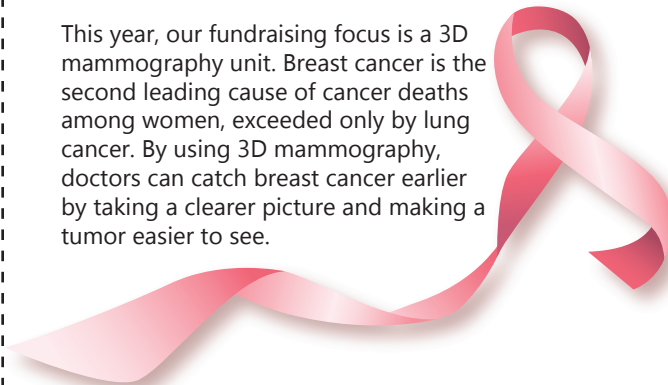 This year, our fundraising focus is a 3D
mammography unit. Breast cancer is the
second leading cause of cancer deaths
among women, exceeded only by lung
cancer. By using 3D mammography,
doctors can catch breast cancer earlier
by taking a clearer picture and making a
tumor easier to see.